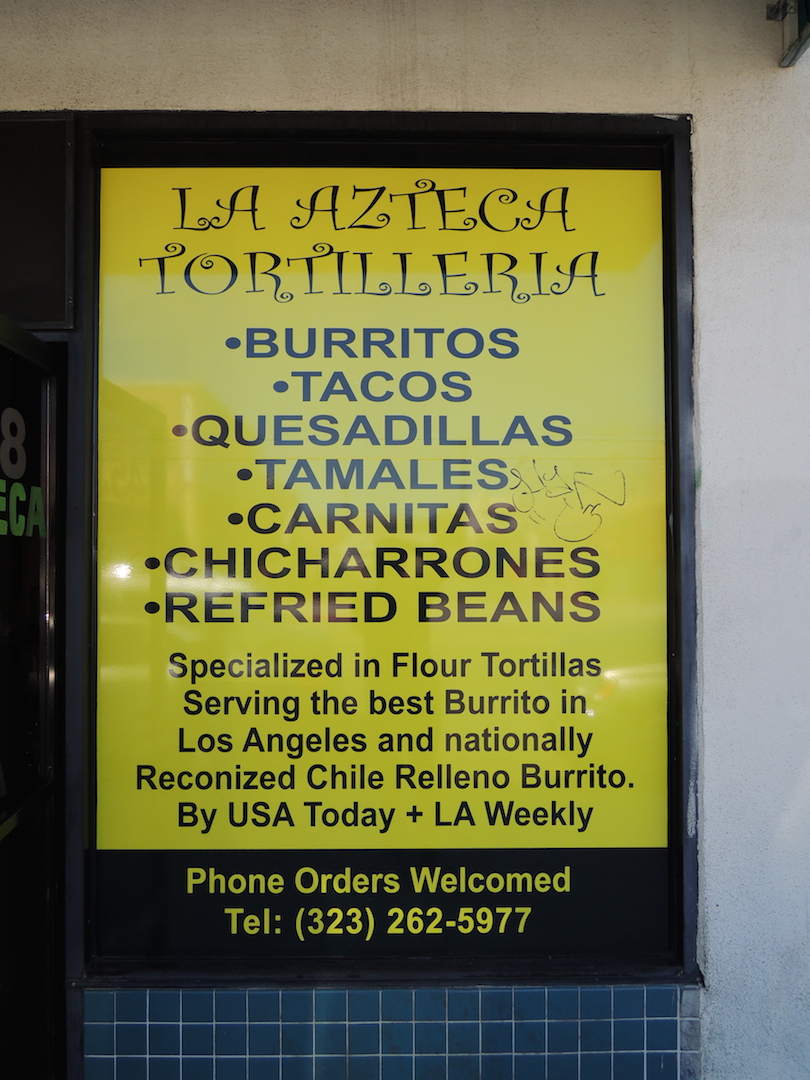 LA AZTECA
TORTILLERIA
•BURRITOS
•TACOS
•QUESADILLAS
•TAMALES
•CARNITAS
•CHICHARRONES
•REFRIED BEANS
Specialized in Flour Tortillas
Serving the best Burrito in
Los Angeles and nationally
Reconized Chile Relleno Burrito.
By USA Today + LA Weekly
Phone Orders Welcomed
Tel: (323) 262-5977
8
ECA